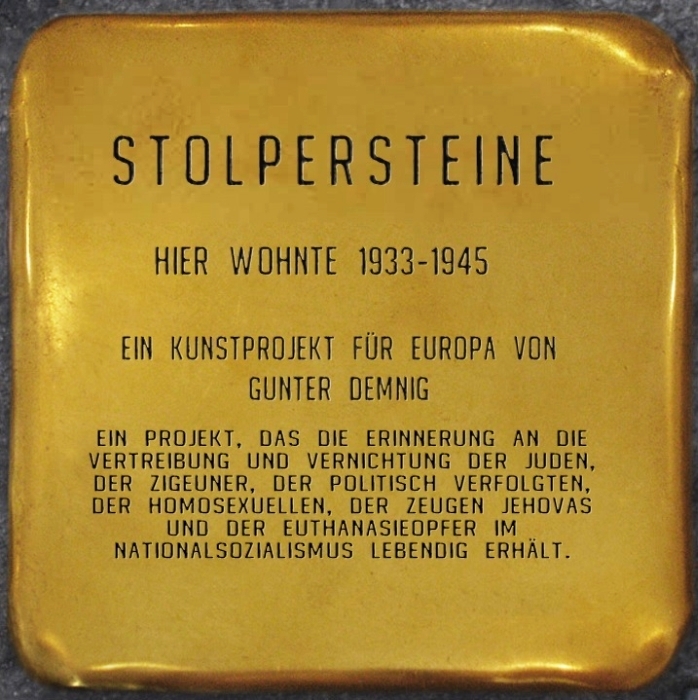 STOLPERSTEINE
HIER WOHNTE 1933-1945
EIN KUNSTPROJEKT FÜR EUROPA VON
GUNTER DEMNIG
EIN PROJEKT, DAS DIE ERINNERUNG AN DIE
VERTREIBUNG UND VERNICHTUNG DER JUDEN,
DER ZIGEUNER, DER POLITISCH VERFOLGTEN,
DER HOMOSEXUELLEN, DER ZEUGEN JEHOVAS
UND DER EUTHANASIEOPFER IM
NATIONALSOZIALISMUS LEBENDIG ERHÄLT.